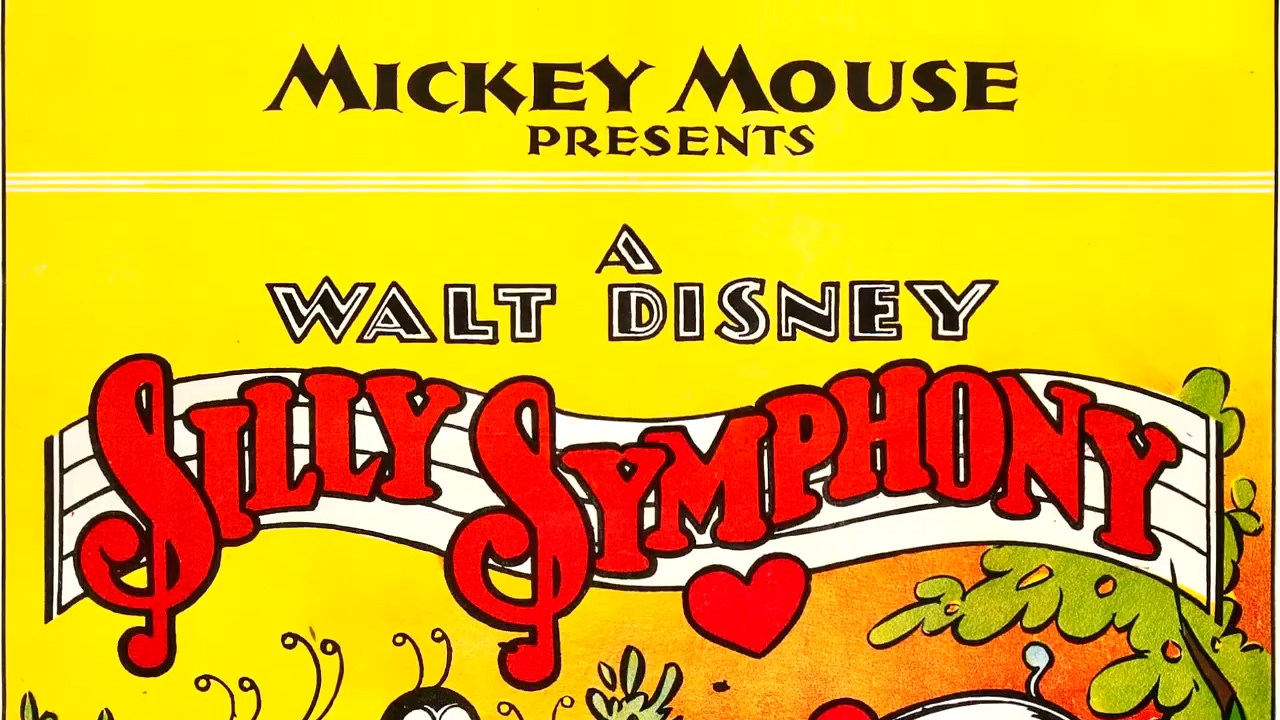 MICKEY MOUSE
PRESENTS
A
WALT DISNEY
SILLY SYMPHONY